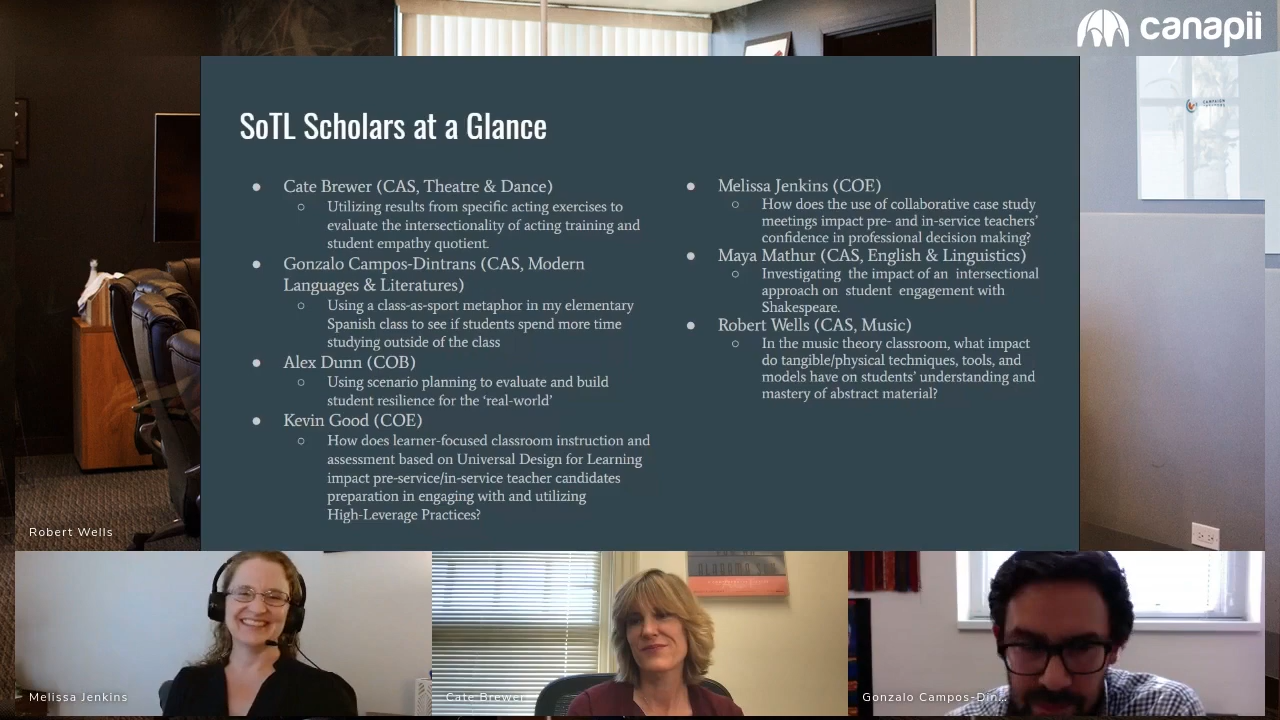 canapii
CAMPAIGN
SoTL Scholars at a Glance
● Cate Brewer (CAS, Theatre & Dance)
○ Utilizing results from specific acting exercises to
evaluate the intersectionality of acting training and
student empathy quotient.
● Gonzalo Campos-Dintrans (CAS, Modern
Languages & Literatures)
○ Using a class-as-sport metaphor in my elementary
Spanish class to see if students spend more time
studying outside of the class
● Alex Dunn (COB)
○ Using scenario planning to evaluate and build
student resilience for the ‘real-world’
● Kevin Good (COE)
○ How does learner-focused classroom instruction and
assessment based on Universal Design for Learning
impact pre-service/in-service teacher candidates
preparation in engaging with and utilizing
High-Leverage Practices?
● Melissa Jenkins (COE)
○ How does the use of collaborative case study
meetings impact pre- and in-service teachers’
confidence in professional decision making?
● Maya Mathur (CAS, English & Linguistics)
○ Investigating the impact of an intersectional
approach on student engagement with
Shakespeare.
● Robert Wells (CAS, Music)
○ In the music theory classroom, what impact
do tangible/physical techniques, tools, and
models have on students’ understanding and
mastery of abstract material?
Robert Wells
Melissa Jenkins
Cate Brewer
Gonzalo Campos-Din...